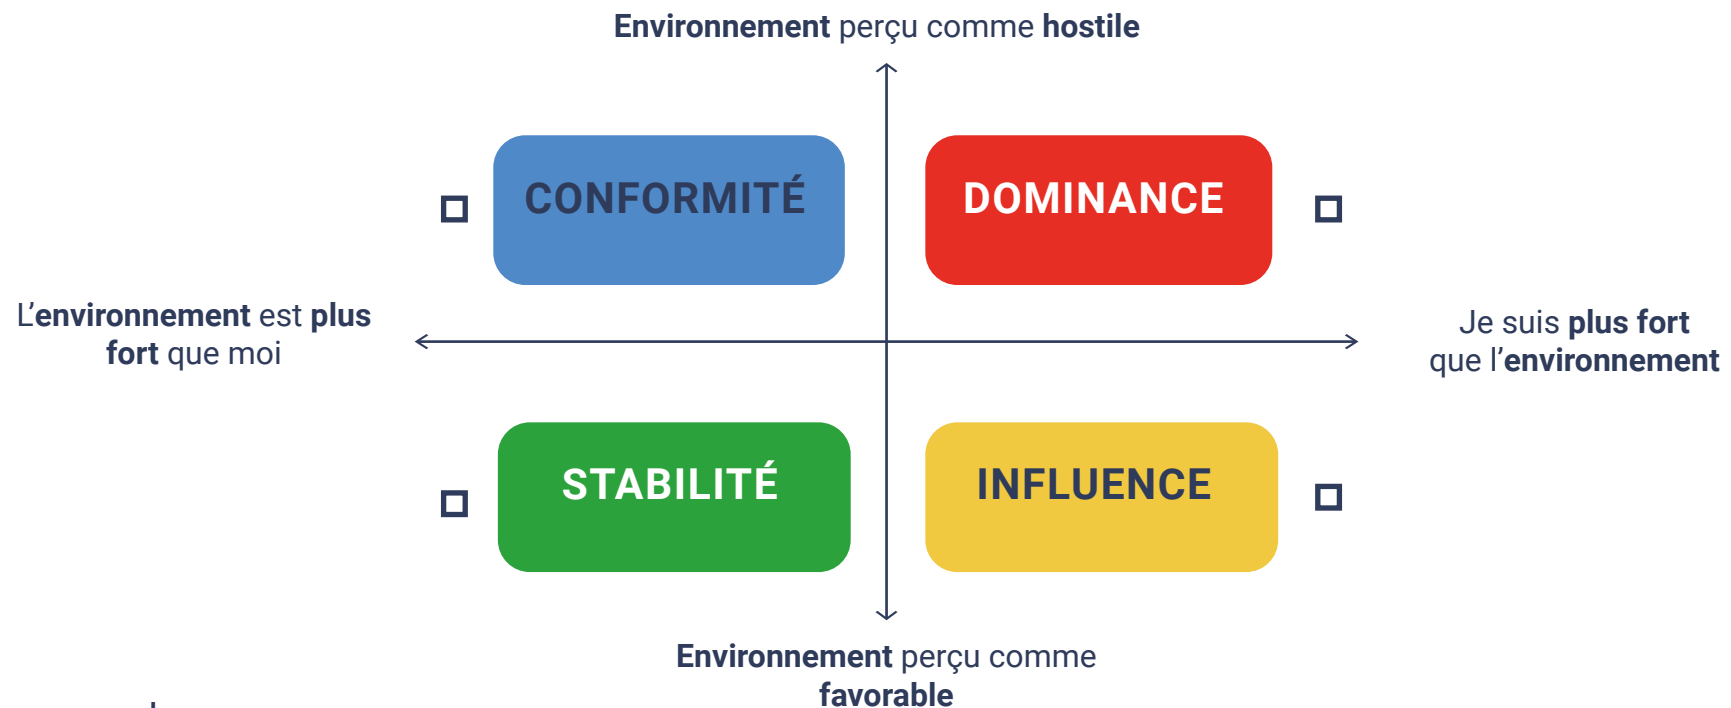 Environnement perçu comme hostile
CONFORMITÉ
DOMINANCE
L’environnement est plus
fort que moi
Je suis plus fort
que l’environnement
STABILITÉ
INFLUENCE
Environnement perçu comme
favorable